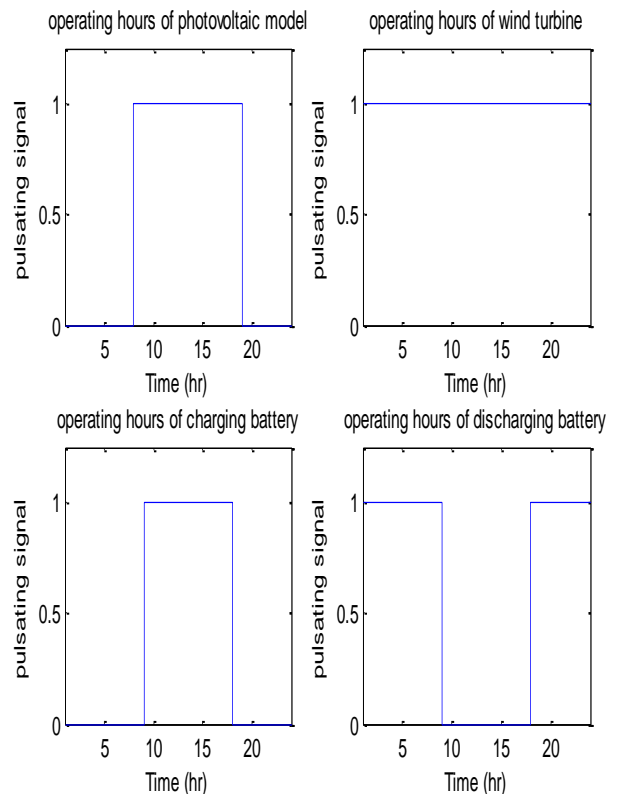 operating hours of photovoltaic model
pulsating signal
1
0.5
0
5 10 15 20
Time (hr)
operating hours of wind turbine
pulsating signal
1
0.5
0
5 10 15 20
Time (hr)
operating hours of charging battery
pulsating signal
1
0.5
0
5 10 15 20
Time (hr)
operating hours of discharging battery
pulsating signal
1
0.5
0
5 10 15 20
Time (hr)